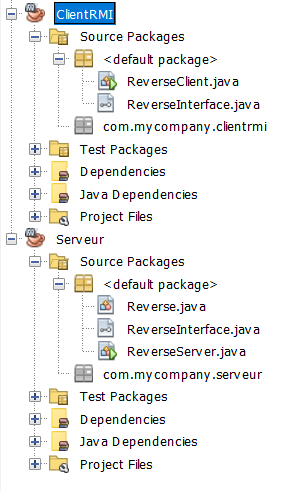 ClientRMI
Source Packages
<default package>
ReverseClient.java
ReverseInterface.java
com.mycompany.clientrmi
Test Packages
Dependencies
Java Dependencies
Project Files
Serveur
Source Packages
<default package>
Reverse.java
ReverseInterface.java
ReverseServer.java
com.mycompany.serveur
Test Packages
Dependencies
Java Dependencies
Project Files